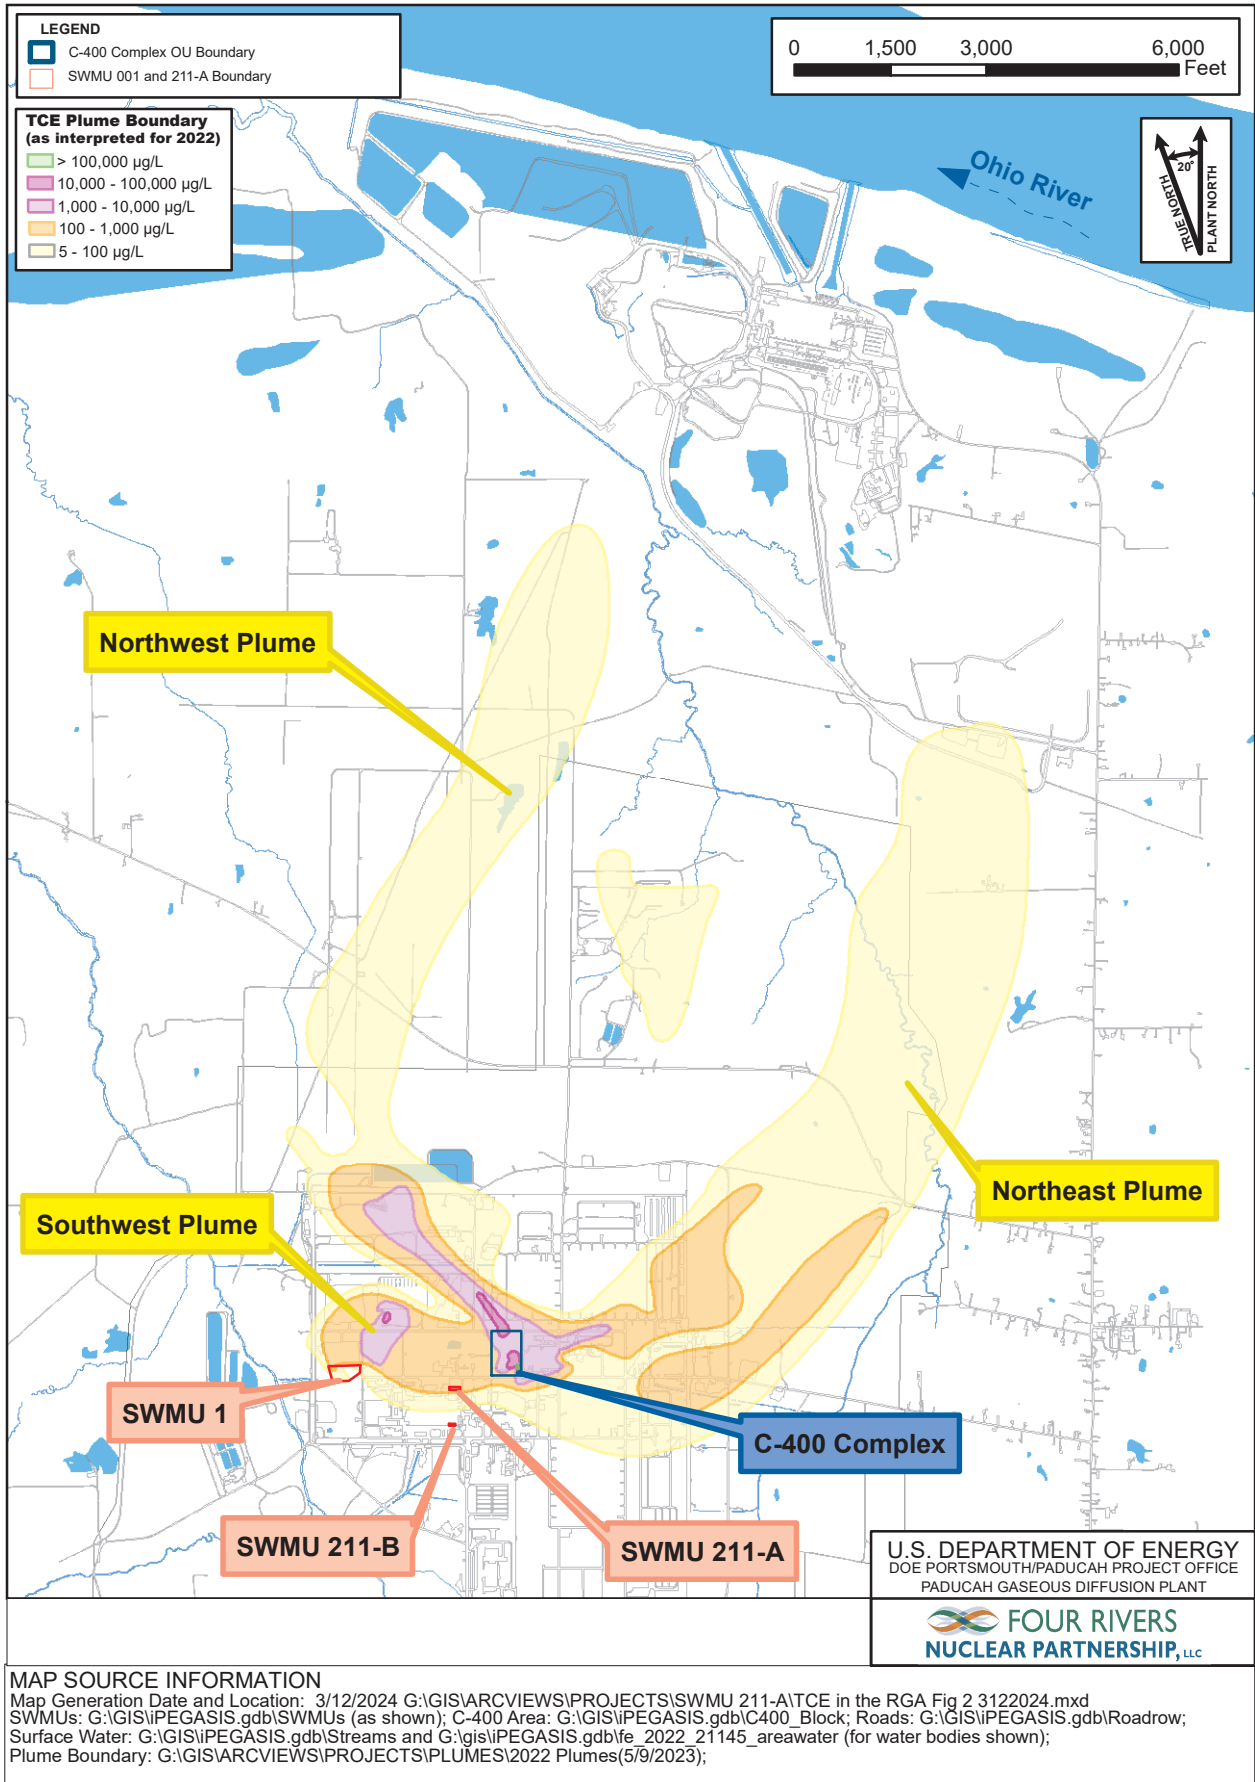 LEGEND
C-400 Complex OU Boundary
SWMU 001 and 211-A Boundary
TCE Plume Boundary
(as interpreted for 2022)
> 100,000 µg/L
10,000 - 100,000 µg/L
1,000 - 10,000 µg/L
100 - 1,000 µg/L
5 - 100 µg/L
0 1,500 3,000 6,000
Feet
20°
TRUE NORTH
PLANT NORTH
Ohio River
Northwest Plume
Northeast Plume
Southwest Plume
SWMU 1
C-400 Complex
SWMU 211-B
SWMU 211-A
U.S. DEPARTMENT OF ENERGY
DOE PORTSMOUTH/PADUCAH PROJECT OFFICE
PADUCAH GASEOUS DIFFUSION PLANT
FOUR RIVERS
NUCLEAR PARTNERSHIP, LLC
MAP SOURCE INFORMATION
Map Generation Date and Location: 3/12/2024 G:\GIS\ARCVIEWS\PROJECTS\SWMU 211-A\TCE in the RGA Fig 2 3122024.mxd
SWMUs: G:\GIS\iPEGASIS.gdb\SWMUs (as shown); C-400 Area: G:\GIS\iPEGASIS.gdb\C400_Block; Roads: G:\GIS\iPEGASIS.gdb\Roadrow;
Surface Water: G:\GIS\iPEGASIS.gdb\Streams and G:\gis\iPEGASIS.gdb\fe_2022_21145_areawater (for water bodies shown);
Plume Boundary: G:\GIS\ARCVIEWS\PROJECTS\PLUMES\2022 Plumes(5/9/2023);